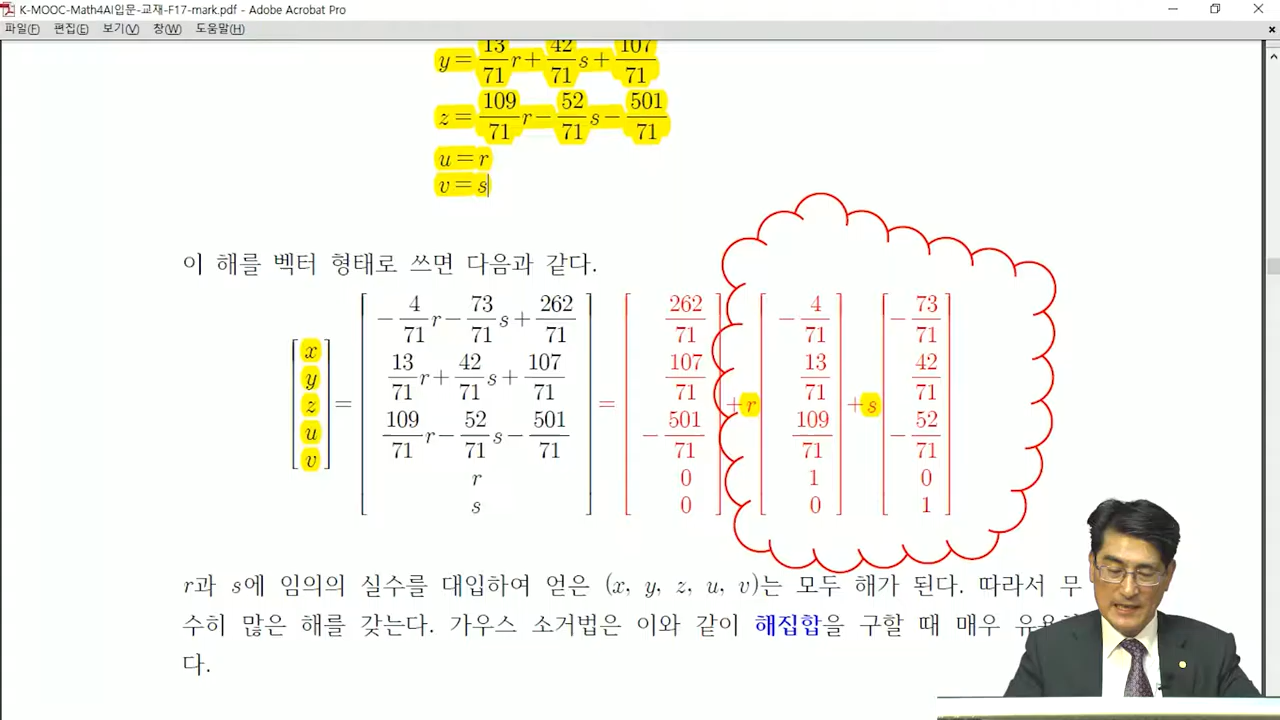 K-MOOC-Math4AI입문-교재-F17-mark.pdf - Adobe Acrobat Pro
파일(F) 편집(E) 보기(V) 창(W) 도움말(H)
y = 13/71 r + 42/71 s + 107/71
z = 109/71 r − 52/71 s − 501/71
u = r
v = s
이 해를 벡터 형태로 쓰면 다음과 같다.
[x y z u v] = [−4/71 r − 73/71 s + 262/71, 13/71 r + 42/71 s + 107/71, 109/71 r − 52/71 s − 501/71, r, s] = [262/71, 107/71, −501/71, 0, 0] + r [−4/71, 13/71, 109/71, 1, 0] + s [−73/71, 42/71, −52/71, 0, 1]
r과 s에 임의의 실수를 대입하여 얻은 (x, y, z, u, v)는 모두 해가 된다. 따라서 무
수히 많은 해를 갖는다. 가우스 소거법은 이와 같이 해집합을 구할 때 매우
다.